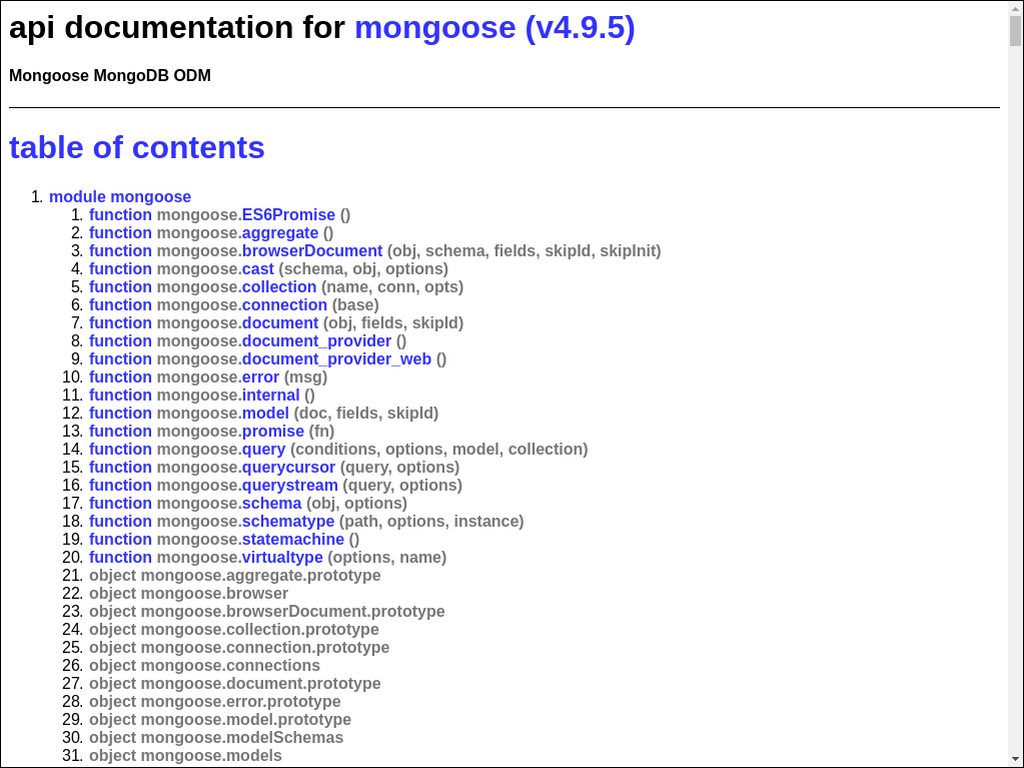 api documentation for mongoose (v4.9.5)
Mongoose MongoDB ODM
table of contents
1. module mongoose
1. function mongoose.ES6Promise ()
2. function mongoose.aggregate ()
3. function mongoose.browserDocument (obj, schema, fields, skipId, skipInit)
4. function mongoose.cast (schema, obj, options)
5. function mongoose.collection (name, conn, opts)
6. function mongoose.connection (base)
7. function mongoose.document (obj, fields, skipId)
8. function mongoose.document_provider ()
9. function mongoose.document_provider_web ()
10. function mongoose.error (msg)
11. function mongoose.internal ()
12. function mongoose.model (doc, fields, skipId)
13. function mongoose.promise (fn)
14. function mongoose.query (conditions, options, model, collection)
15. function mongoose.querycursor (query, options)
16. function mongoose.querystream (query, options)
17. function mongoose.schema (obj, options)
18. function mongoose.schematype (path, options, instance)
19. function mongoose.statemachine ()
20. function mongoose.virtualtype (options, name)
21. object mongoose.aggregate.prototype
22. object mongoose.browser
23. object mongoose.browserDocument.prototype
24. object mongoose.collection.prototype
25. object mongoose.connection.prototype
26. object mongoose.connections
27. object mongoose.document.prototype
28. object mongoose.error.prototype
29. object mongoose.model.prototype
30. object mongoose.modelSchemas
31. object mongoose.models